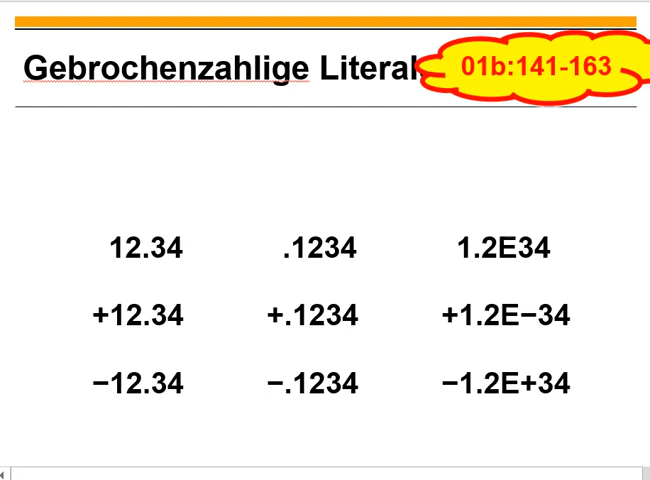 Gebrochenzahlige Literal
01b:141-163
12.34 .1234 1.2E34
+12.34 +.1234 +1.2E−34
−12.34 −.1234 −1.2E+34